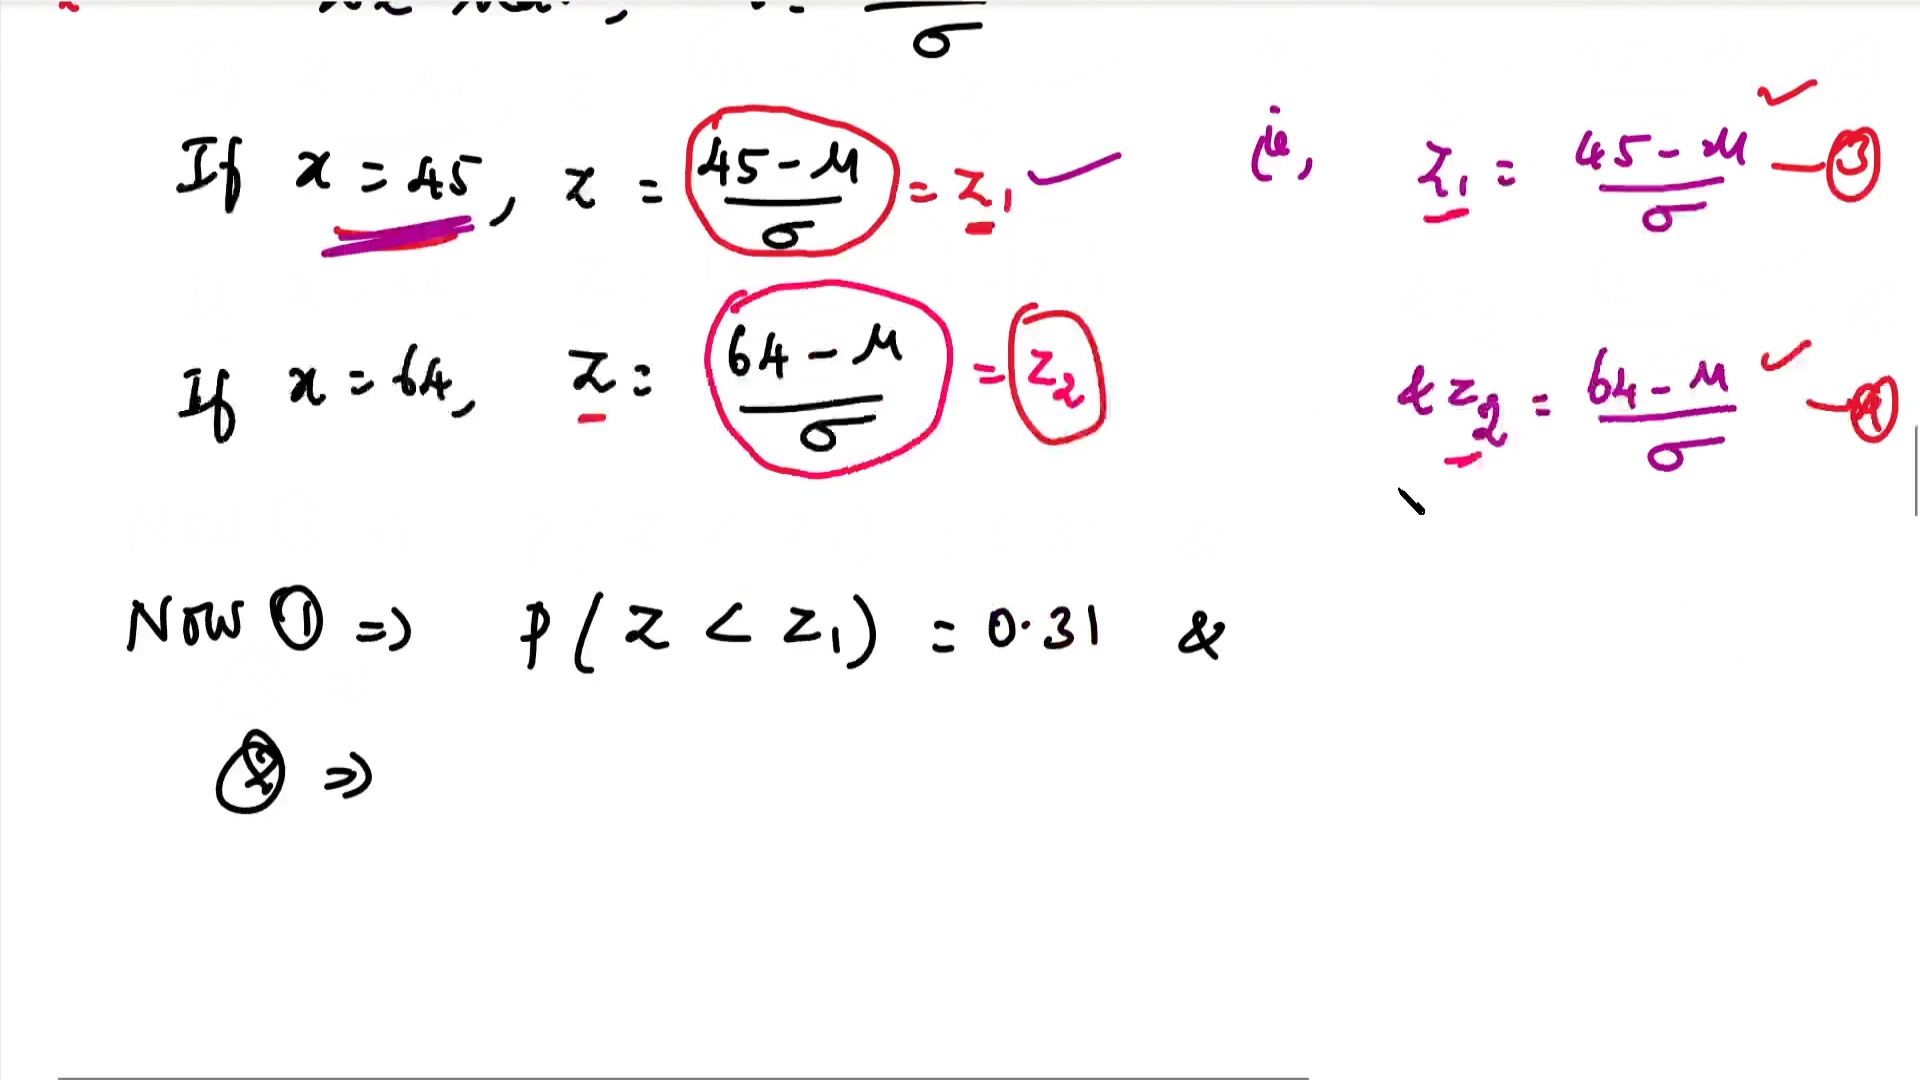 σ
If x = 45, z = 45-μ/σ = z₁ ie, z₁ = 45-μ/σ — ③
If x = 64, z = 64-μ/σ = z₂ & z₂ = 64-μ/σ — ④
Now ① ⇒ P(z < z₁) = 0.31 &
② ⇒